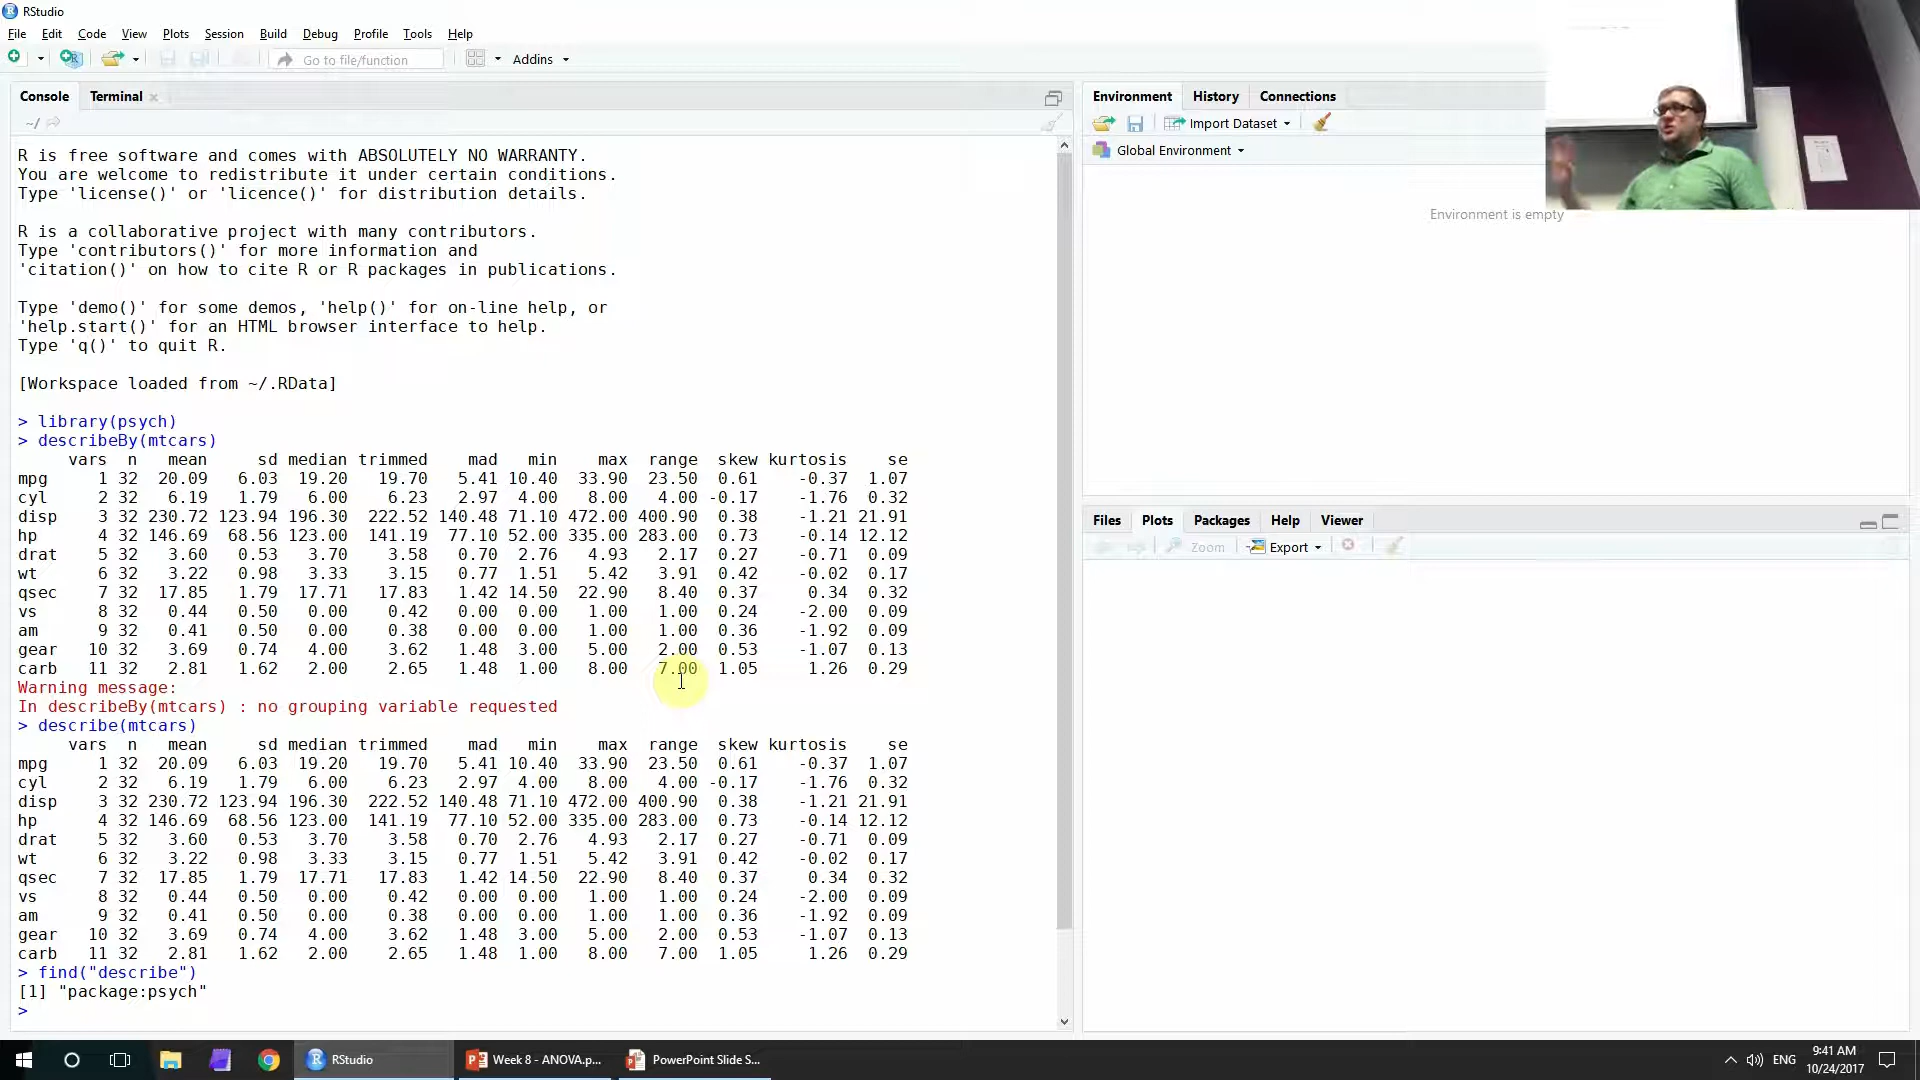 RStudio
File Edit Code View Plots Session Build Debug Profile Tools Help
Go to file/function Addins
Console Terminal
~/
R is free software and comes with ABSOLUTELY NO WARRANTY.
You are welcome to redistribute it under certain conditions.
Type 'license()' or 'licence()' for distribution details.
R is a collaborative project with many contributors.
Type 'contributors()' for more information and
'citation()' on how to cite R or R packages in publications.
Type 'demo()' for some demos, 'help()' for on-line help, or
'help.start()' for an HTML browser interface to help.
Type 'q()' to quit R.
[Workspace loaded from ~/.RData]
> library(psych)
> describeBy(mtcars)
vars n mean sd median trimmed mad min max range skew kurtosis se
mpg 1 32 20.09 6.03 19.20 19.70 5.41 10.40 33.90 23.50 0.61 -0.37 1.07
cyl 2 32 6.19 1.79 6.00 6.23 2.97 4.00 8.00 4.00 -0.17 -1.76 0.32
disp 3 32 230.72 123.94 196.30 222.52 140.48 71.10 472.00 400.90 0.38 -1.21 21.91
hp 4 32 146.69 68.56 123.00 141.19 77.10 52.00 335.00 283.00 0.73 -0.14 12.12
drat 5 32 3.60 0.53 3.70 3.58 0.70 2.76 4.93 2.17 0.27 -0.71 0.09
wt 6 32 3.22 0.98 3.33 3.15 0.77 1.51 5.42 3.91 0.42 -0.02 0.17
qsec 7 32 17.85 1.79 17.71 17.83 1.42 14.50 22.90 8.40 0.37 0.34 0.32
vs 8 32 0.44 0.50 0.00 0.42 0.00 0.00 1.00 1.00 0.24 -2.00 0.09
am 9 32 0.41 0.50 0.00 0.38 0.00 0.00 1.00 1.00 0.36 -1.92 0.09
gear 10 32 3.69 0.74 4.00 3.62 1.48 3.00 5.00 2.00 0.53 -1.07 0.13
carb 11 32 2.81 1.62 2.00 2.65 1.48 1.00 8.00 7.00 1.05 1.26 0.29
Warning message:
In describeBy(mtcars) : no grouping variable requested
> describe(mtcars)
vars n mean sd median trimmed mad min max range skew kurtosis se
mpg 1 32 20.09 6.03 19.20 19.70 5.41 10.40 33.90 23.50 0.61 -0.37 1.07
cyl 2 32 6.19 1.79 6.00 6.23 2.97 4.00 8.00 4.00 -0.17 -1.76 0.32
disp 3 32 230.72 123.94 196.30 222.52 140.48 71.10 472.00 400.90 0.38 -1.21 21.91
hp 4 32 146.69 68.56 123.00 141.19 77.10 52.00 335.00 283.00 0.73 -0.14 12.12
drat 5 32 3.60 0.53 3.70 3.58 0.70 2.76 4.93 2.17 0.27 -0.71 0.09
wt 6 32 3.22 0.98 3.33 3.15 0.77 1.51 5.42 3.91 0.42 -0.02 0.17
qsec 7 32 17.85 1.79 17.71 17.83 1.42 14.50 22.90 8.40 0.37 0.34 0.32
vs 8 32 0.44 0.50 0.00 0.42 0.00 0.00 1.00 1.00 0.24 -2.00 0.09
am 9 32 0.41 0.50 0.00 0.38 0.00 0.00 1.00 1.00 0.36 -1.92 0.09
gear 10 32 3.69 0.74 4.00 3.62 1.48 3.00 5.00 2.00 0.53 -1.07 0.13
carb 11 32 2.81 1.62 2.00 2.65 1.48 1.00 8.00 7.00 1.05 1.26 0.29
> find("describe")
[1] "package:psych"
>
Environment History Connections
Import Dataset
Global Environment
Environment is empty
Files Plots Packages Help Viewer
Zoom Export
RStudio Week 8 - ANOVA.p... PowerPoint Slide S... ENG 9:41 AM
10/24/2017